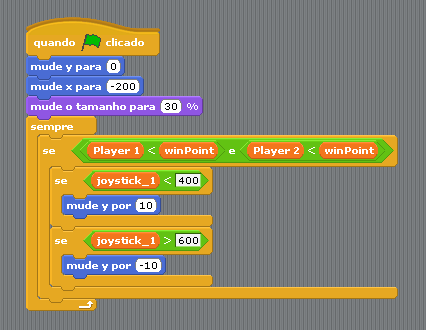 quando clicado
mude y para 0
mude x para -200
mude o tamanho para 30 %
sempre
se Player 1 < winPoint e Player 2 < winPoint
se joystick_1 < 400
mude y por 10
se joystick_1 > 600
mude y por -10